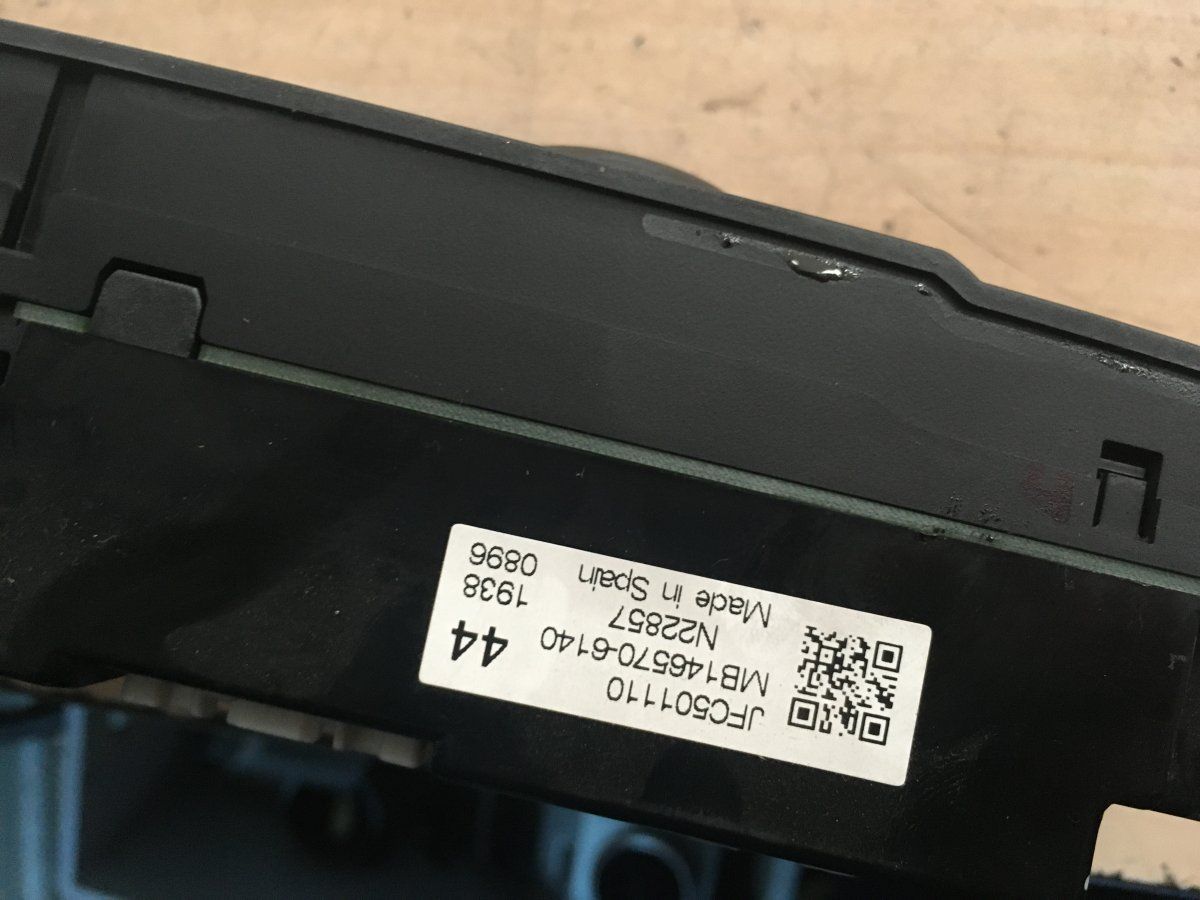 JFC501110
MB146570-6140 44
N22857 1938
Made in Spain 0896